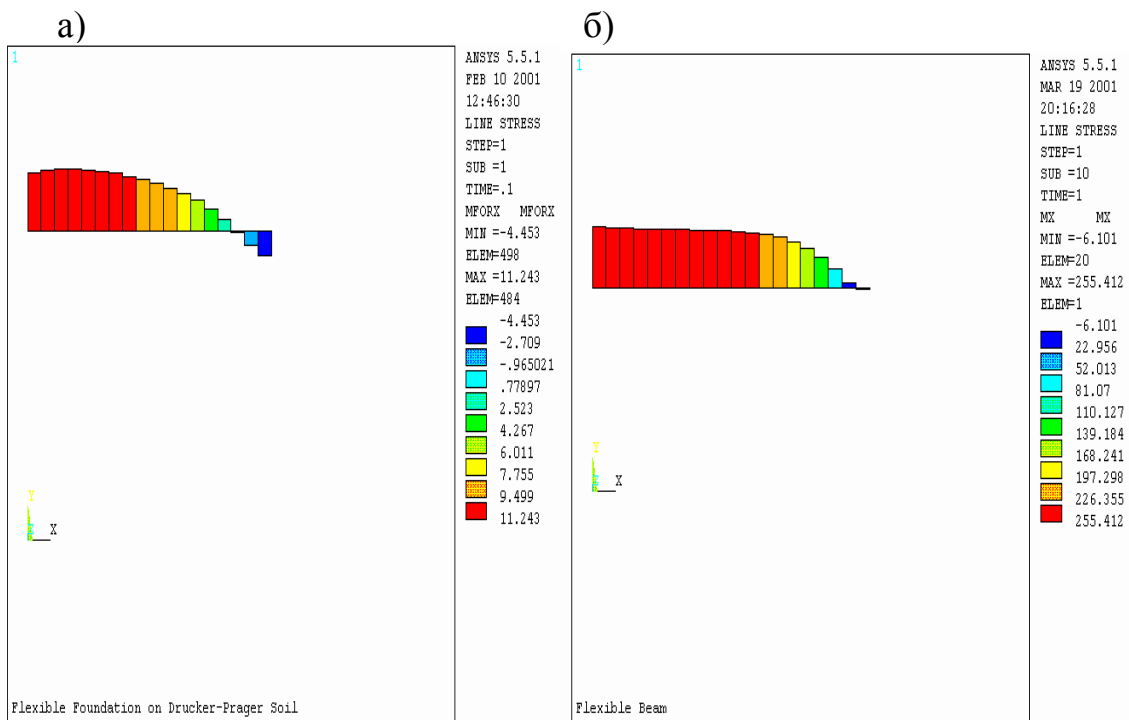 а)
1
ANSYS 5.5.1
FEB 10 2001
12:46:30
LINE STRESS
STEP=1
SUB =1
TIME=.1
MFORX MFORX
MIN =-4.453
ELEM=498
MAX =11.243
ELEM=484
-4.453
-2.709
-.965021
.77897
2.523
4.267
6.011
7.755
9.499
11.243
Y
Z
X
Flexible Foundation on Drucker-Prager Soil
б)
1
ANSYS 5.5.1
MAR 19 2001
20:16:28
LINE STRESS
STEP=1
SUB =10
TIME=1
MX MX
MIN =-6.101
ELEM=20
MAX =255.412
ELEM=1
-6.101
22.956
52.013
81.07
110.127
139.184
168.241
197.298
226.355
255.412
Y
Z
X
Flexible Beam